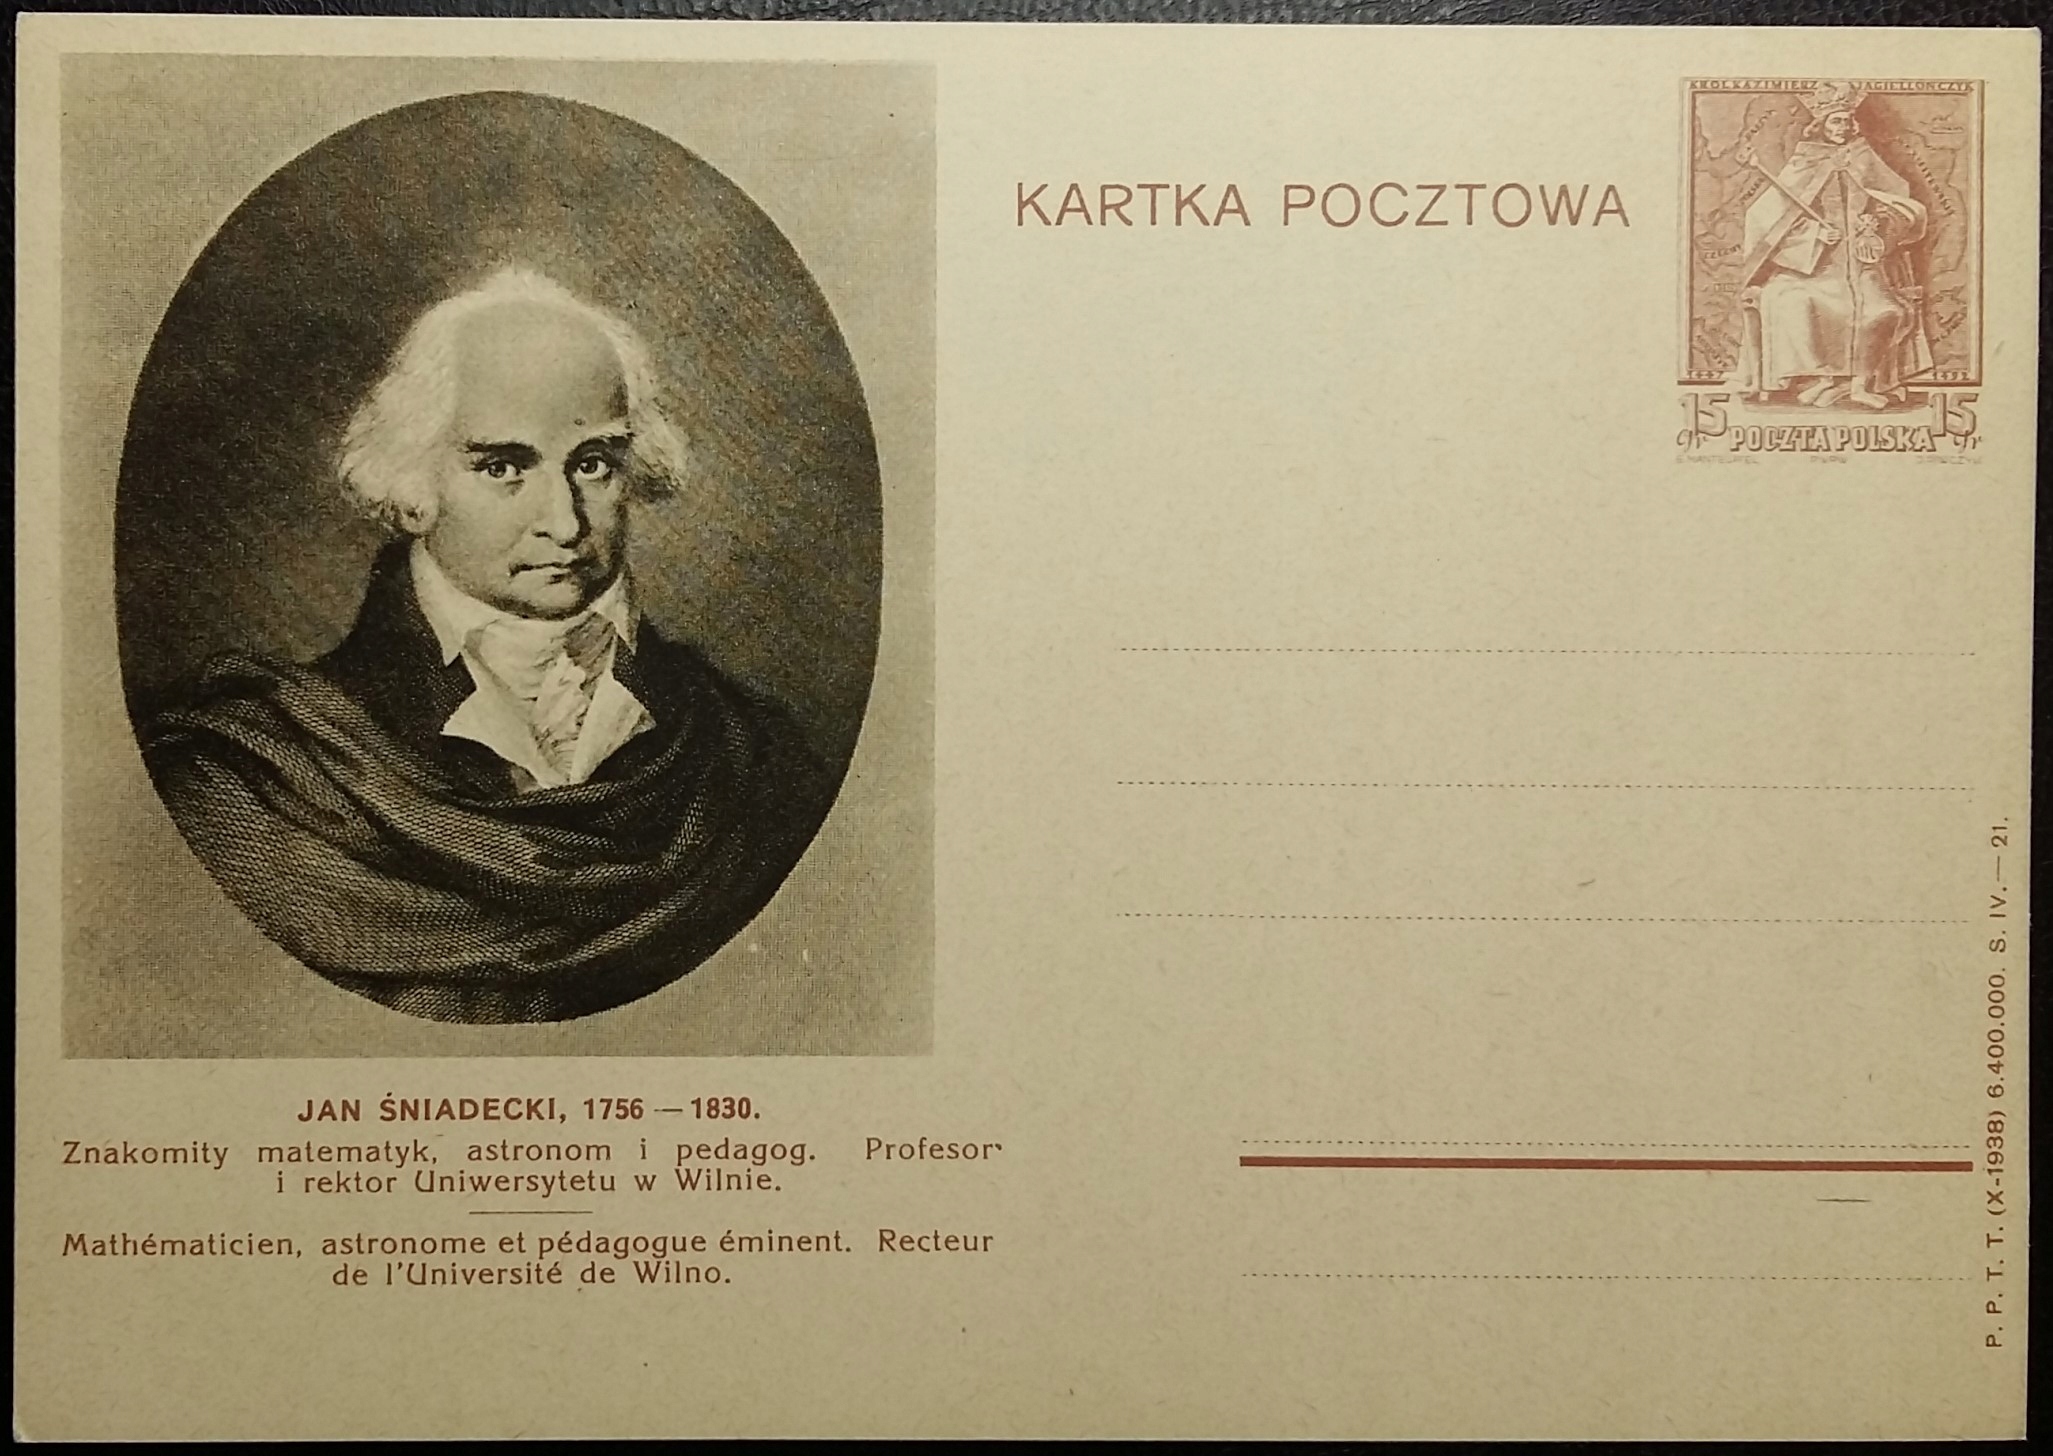 KRÓL KAZIMIERZ JAGIELLOŃCZYK
KARTKA POCZTOWA
1447 1492
15 gr POCZTA POLSKA 15 gr
JAN ŚNIADECKI, 1756 — 1830.
Znakomity matematyk, astronom i pedagog. Profesor
i rektor Uniwersytetu w Wilnie.
Mathématicien, astronome et pédagogue éminent. Recteur
de l'Université de Wilno.
P. P. T. T. (X-1938) 6.400.000. S. IV.— 21.